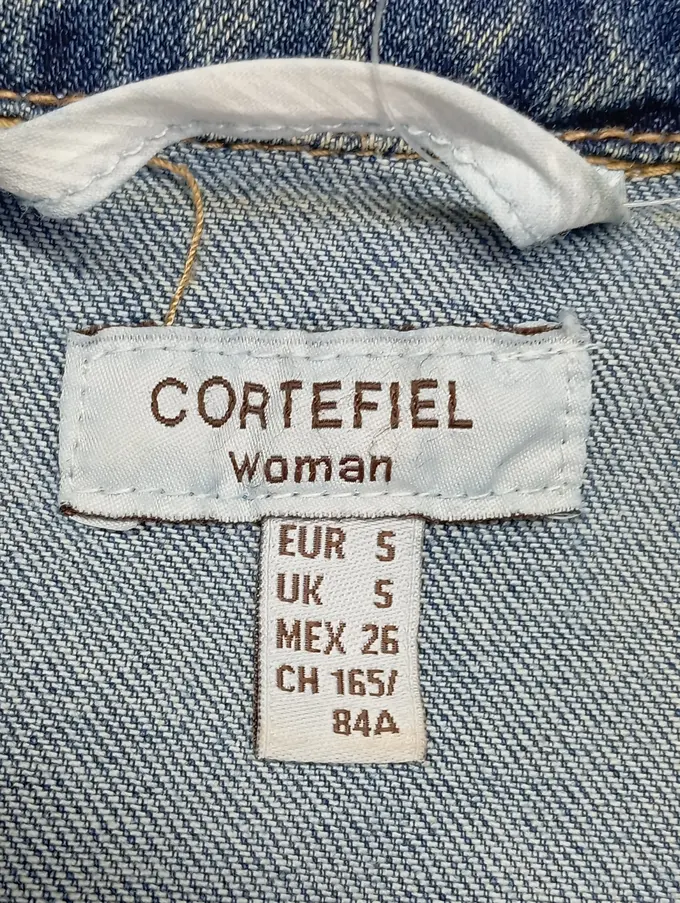 CORTEFIEL
Woman
EUR S
UK S
MEX 26
CH 165/
84A